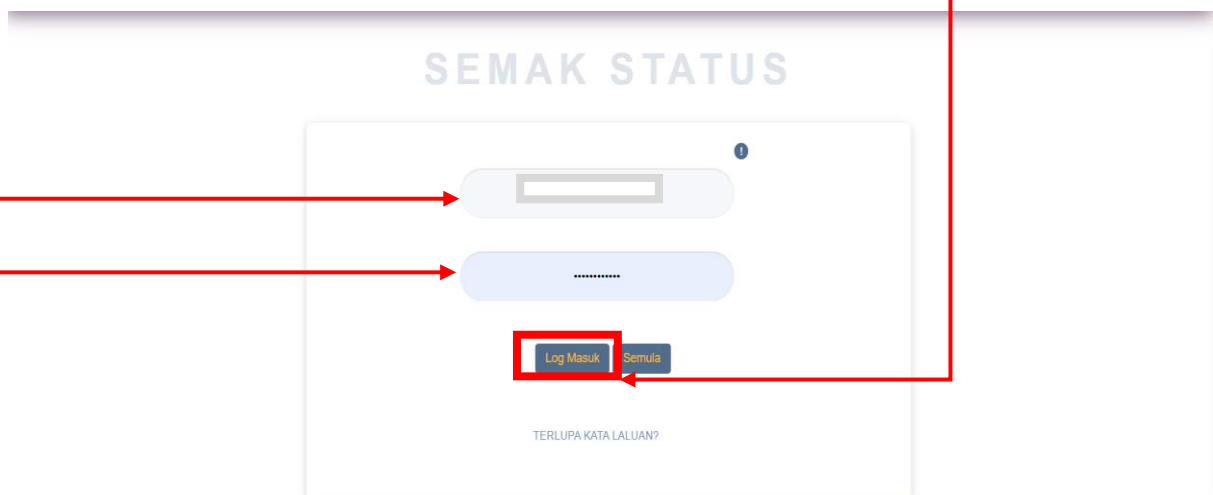 SEMAK STATUS
!
••••••••••••
Log Masuk Semula
TERLUPA KATA LALUAN?